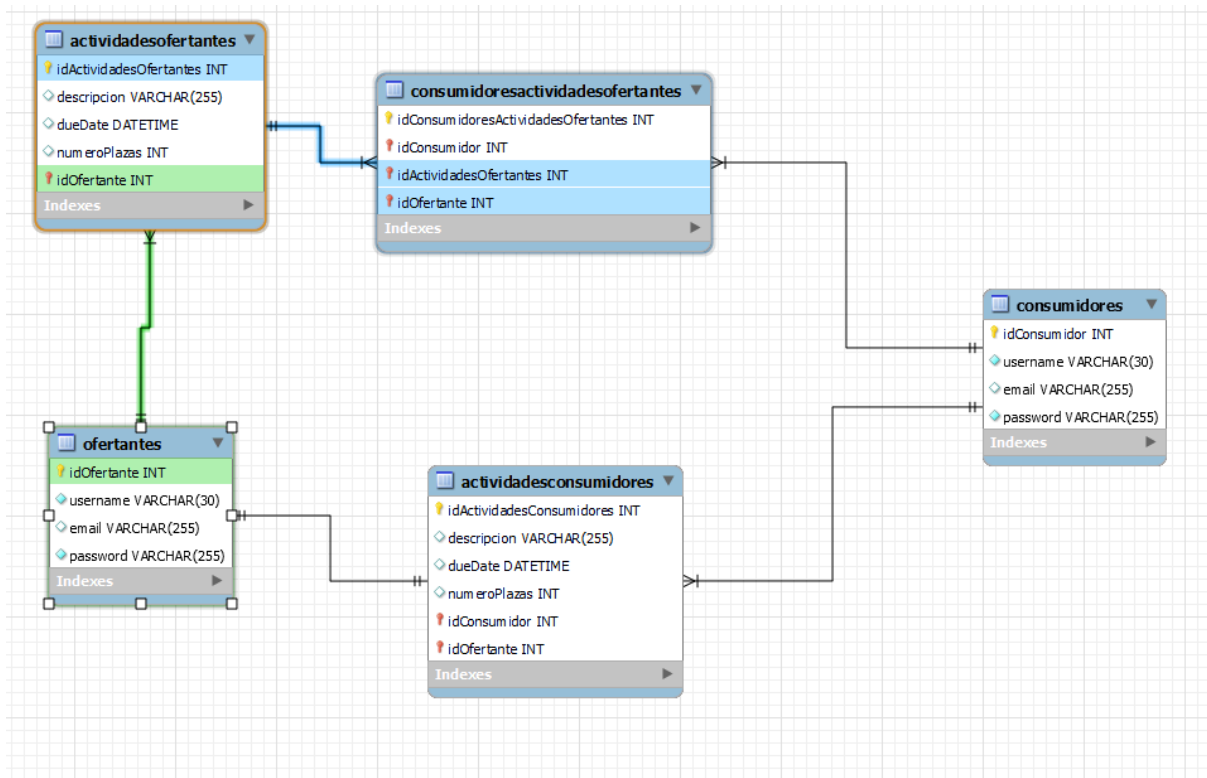 actividadesofertantes
idActividadesOfertantes INT
descripcion VARCHAR(255)
dueDate DATETIME
numeroPlazas INT
idOfertante INT
Indexes
consumidoresactividadesofertantes
idConsumidoresActividadesOfertantes INT
idConsumidor INT
idActividadesOfertantes INT
idOfertante INT
Indexes
consumidores
idConsumidor INT
username VARCHAR(30)
email VARCHAR(255)
password VARCHAR(255)
Indexes
ofertantes
idOfertante INT
username VARCHAR(30)
email VARCHAR(255)
password VARCHAR(255)
Indexes
actividadesconsumidores
idActividadesConsumidores INT
descripcion VARCHAR(255)
dueDate DATETIME
numeroPlazas INT
idConsumidor INT
idOfertante INT
Indexes